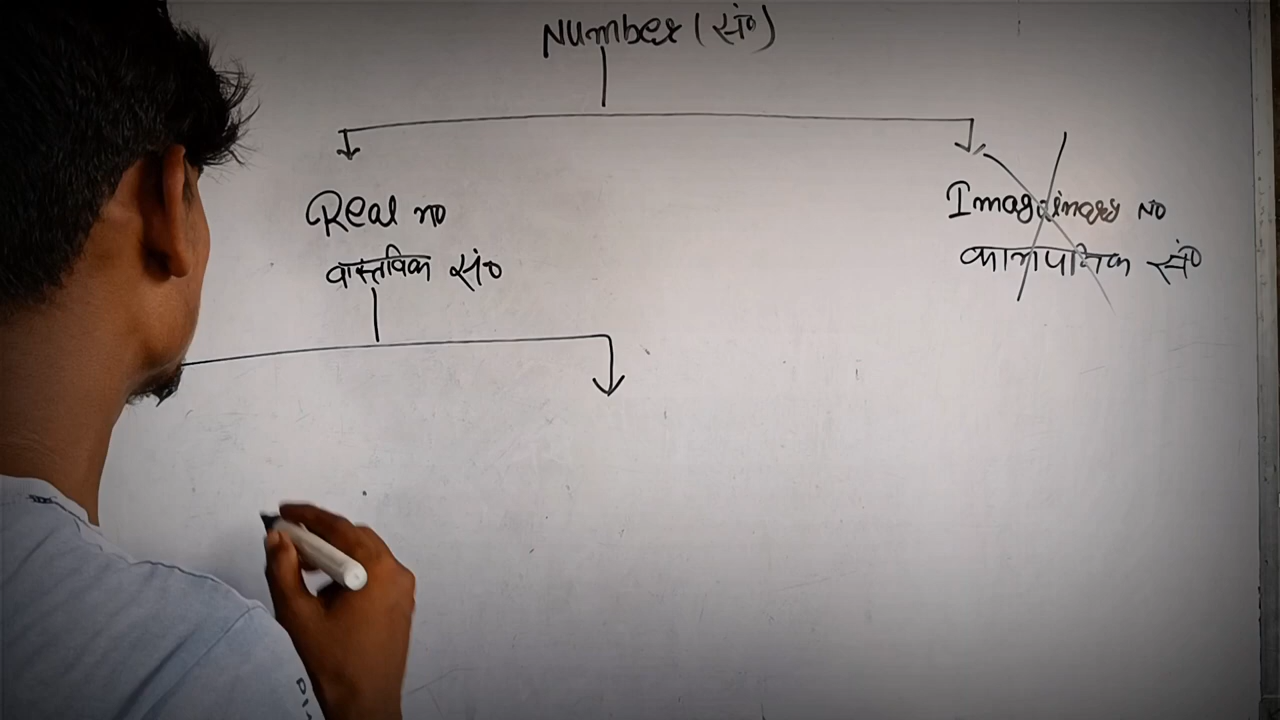 Number (सं०)
Real no
वास्तविक सं०
Imaginary No
काल्पनिक सं०